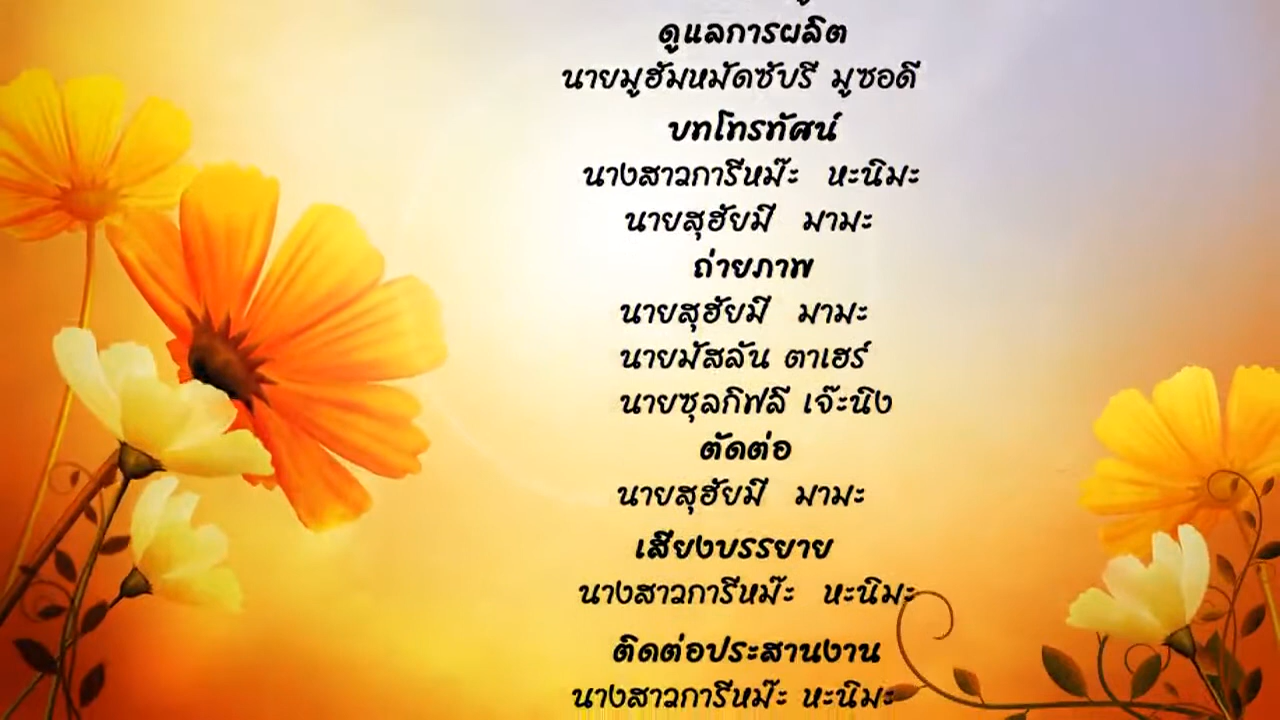 ดูแลการผลิต
นายมูฮัมหมัดซับรี มูซอดี
บทโทรทัศน์
นางสาวการีหม๊ะ หะนิมะ
นายสุฮัยมี มามะ
ถ่ายภาพ
นายสุฮัยมี มามะ
นายมัสลัน ตาเฮร์
นายซุลกิฟลี เจ๊ะนิง
ตัดต่อ
นายสุฮัยมี มามะ
เสียงบรรยาย
นางสาวการีหม๊ะ หะนิมะ
ติดต่อประสานงาน
นางสาวการีหม๊ะ หะนิมะ